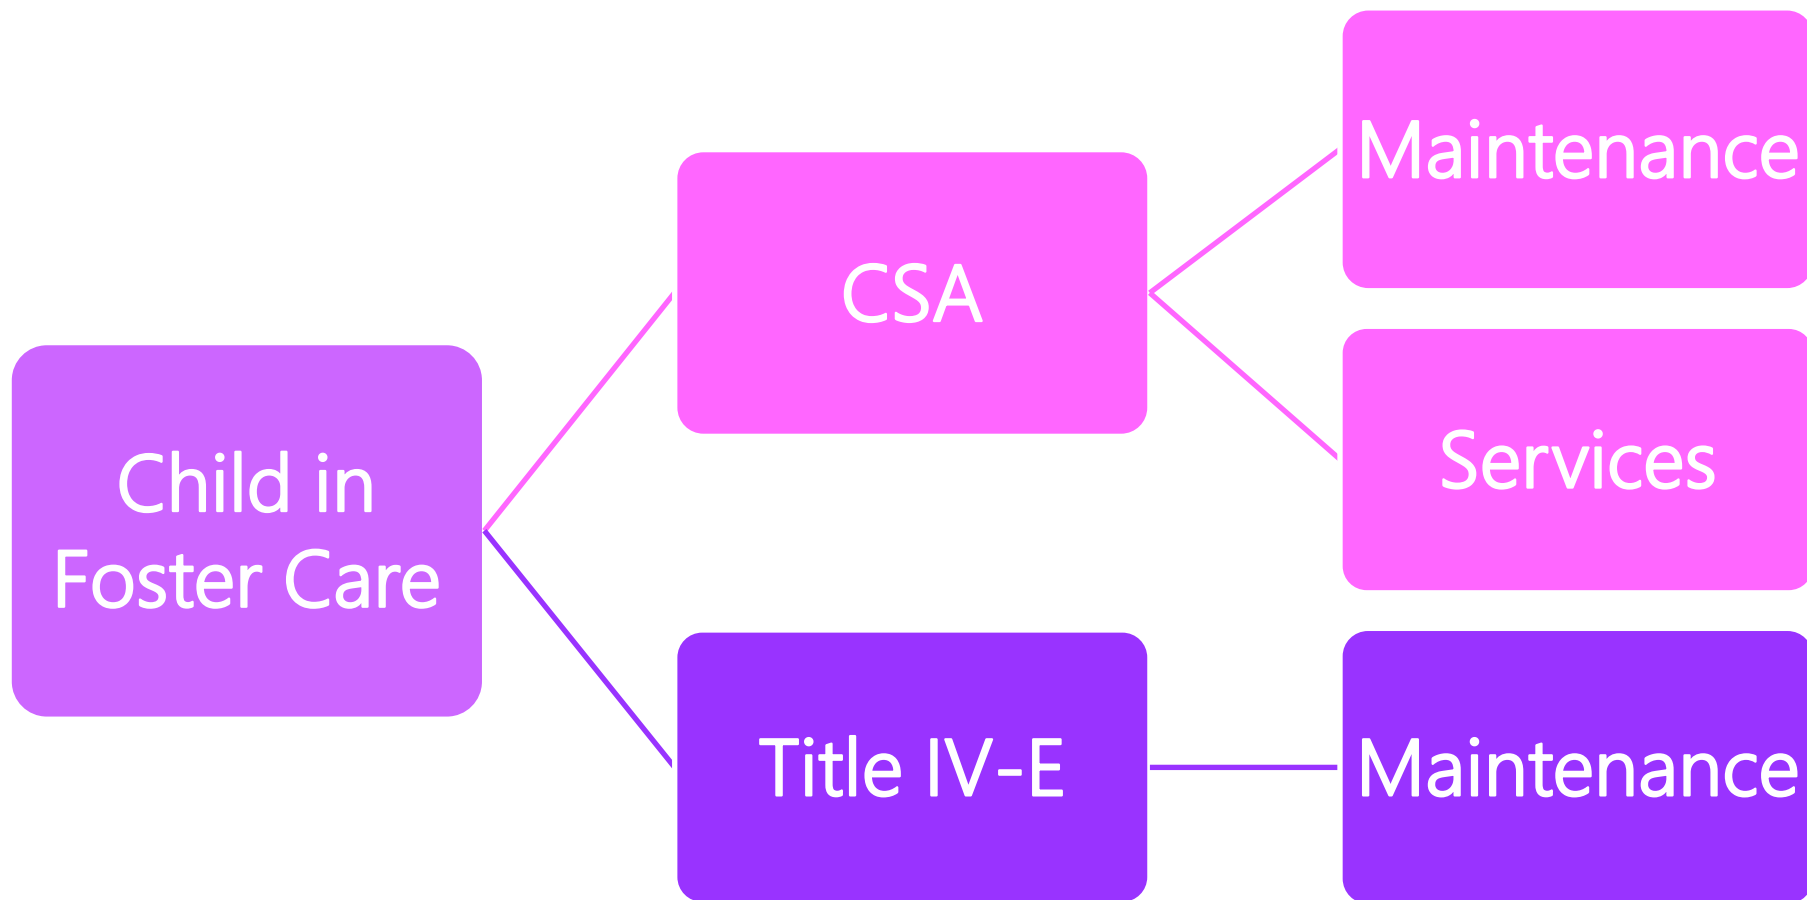 Maintenance
CSA
Services
Child in
Foster Care
Title IV-E
Maintenance